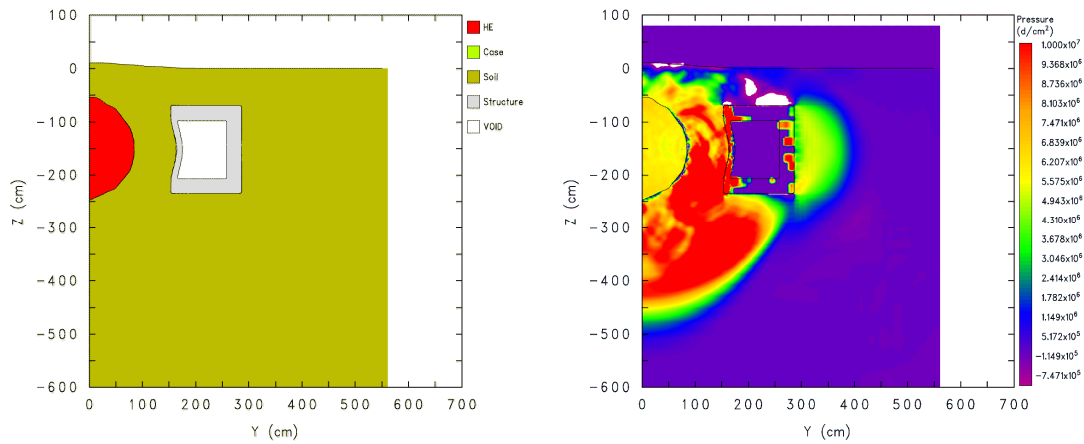 100
0
-100
-200
-300
-400
-500
-600
Z (cm)
0 100 200 300 400 500 600 700
Y (cm)
HE
Case
Soil
Structure
VOID
100
0
-100
-200
-300
-400
-500
-600
Z (cm)
0 100 200 300 400 500 600 700
Y (cm)
Pressure
(d/cm²)
1.000x10⁷
9.368x10⁶
8.735x10⁶
8.103x10⁶
7.471x10⁶
6.839x10⁶
6.207x10⁶
5.575x10⁶
4.943x10⁶
4.310x10⁶
3.678x10⁶
3.046x10⁶
2.414x10⁶
1.782x10⁶
1.149x10⁶
5.172x10⁵
-1.149x10⁵
-7.471x10⁵